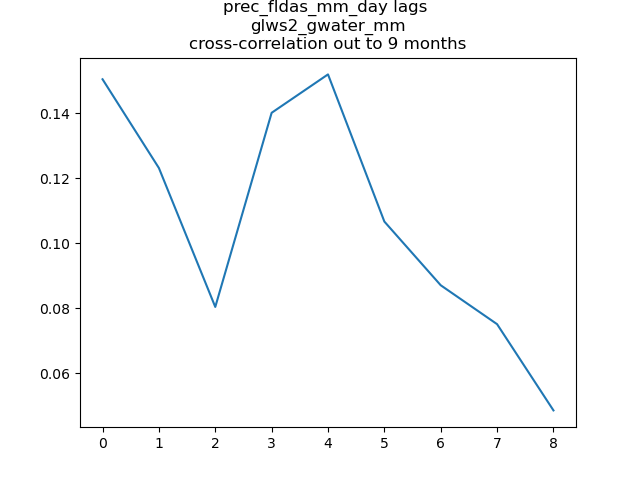 prec_fldas_mm_day lags
glws2_gwater_mm
cross-correlation out to 9 months
0.14
0.12
0.10
0.08
0.06
0 1 2 3 4 5 6 7 8